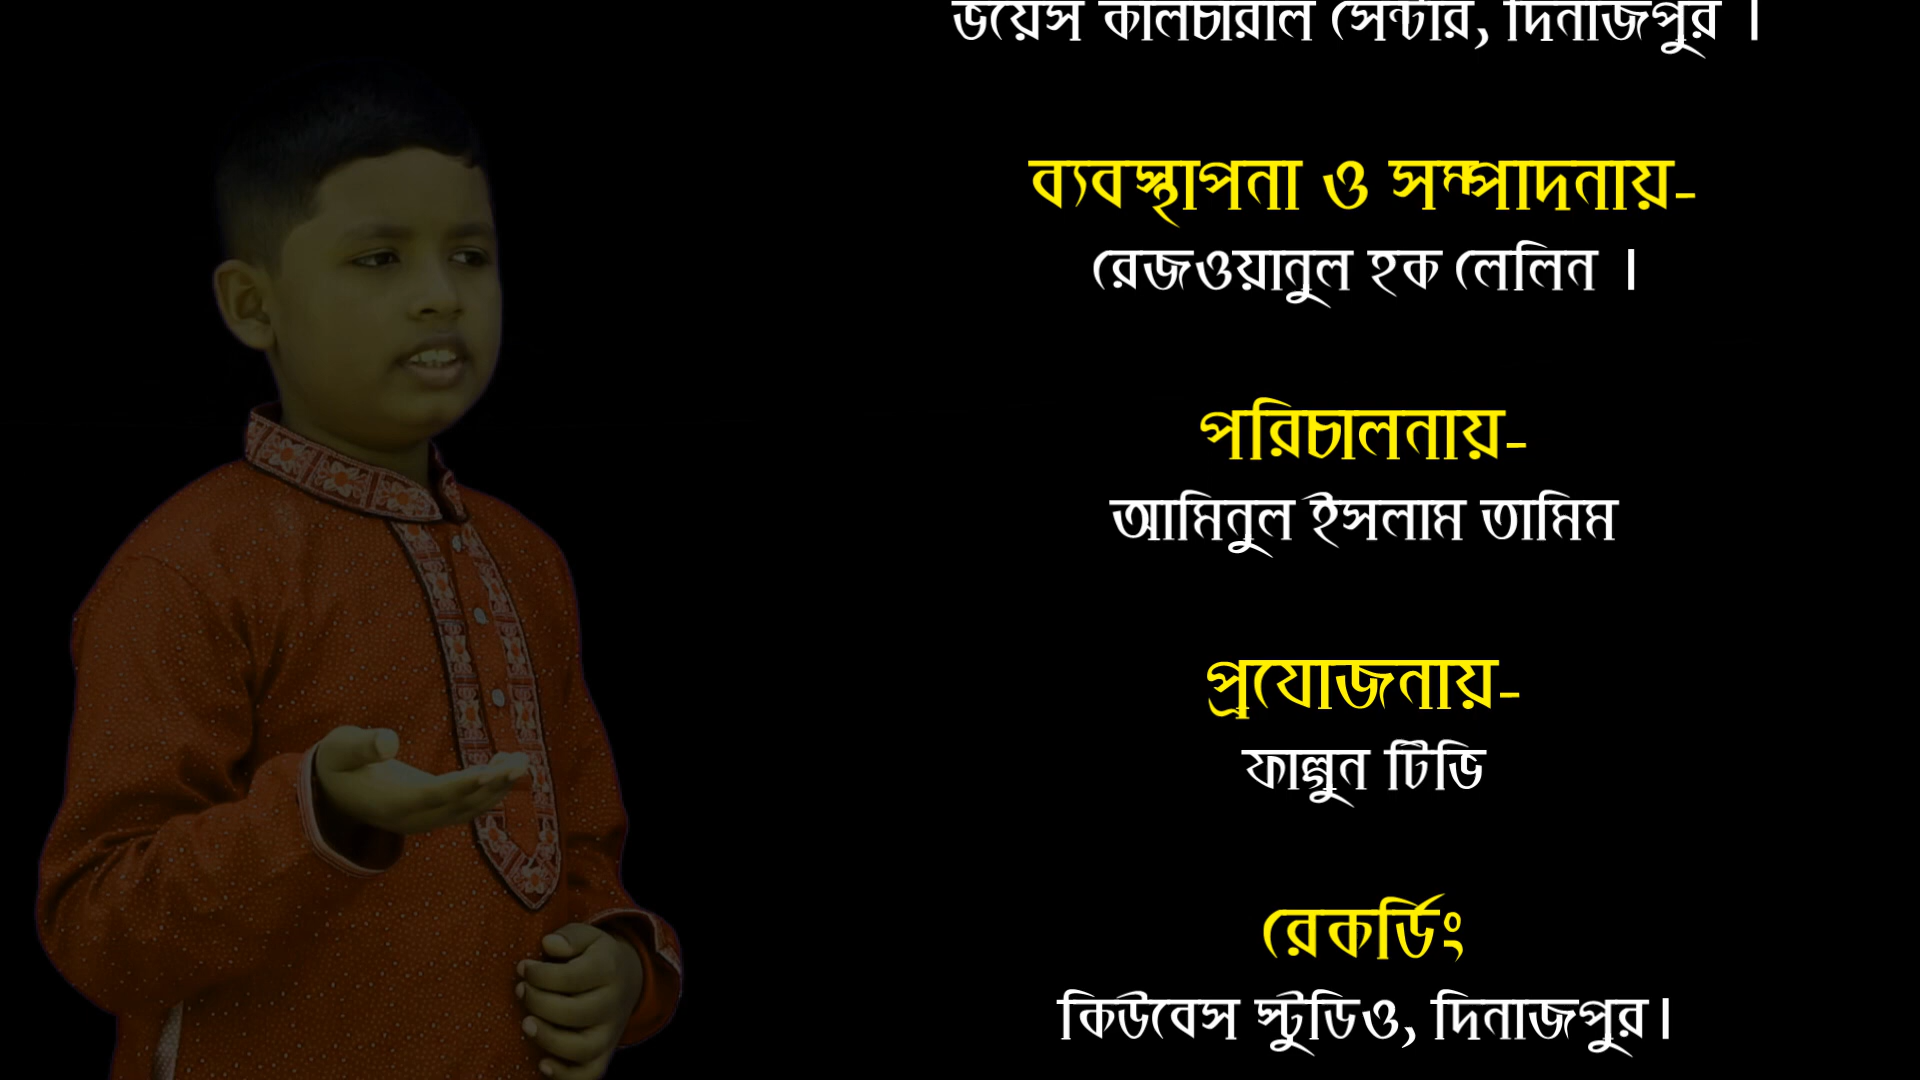 ভয়েস কালচারাল সেন্টার, দিনাজপুর ।
ব্যবস্থাপনা ও সম্পাদনায়-
রেজওয়ানুল হক লেলিন ।
পরিচালনায়-
আমিনুল ইসলাম তামিম
প্রযোজনায়-
ফাল্গুন টিভি
রেকর্ডিং
কিউবেস স্টুডিও, দিনাজপুর।